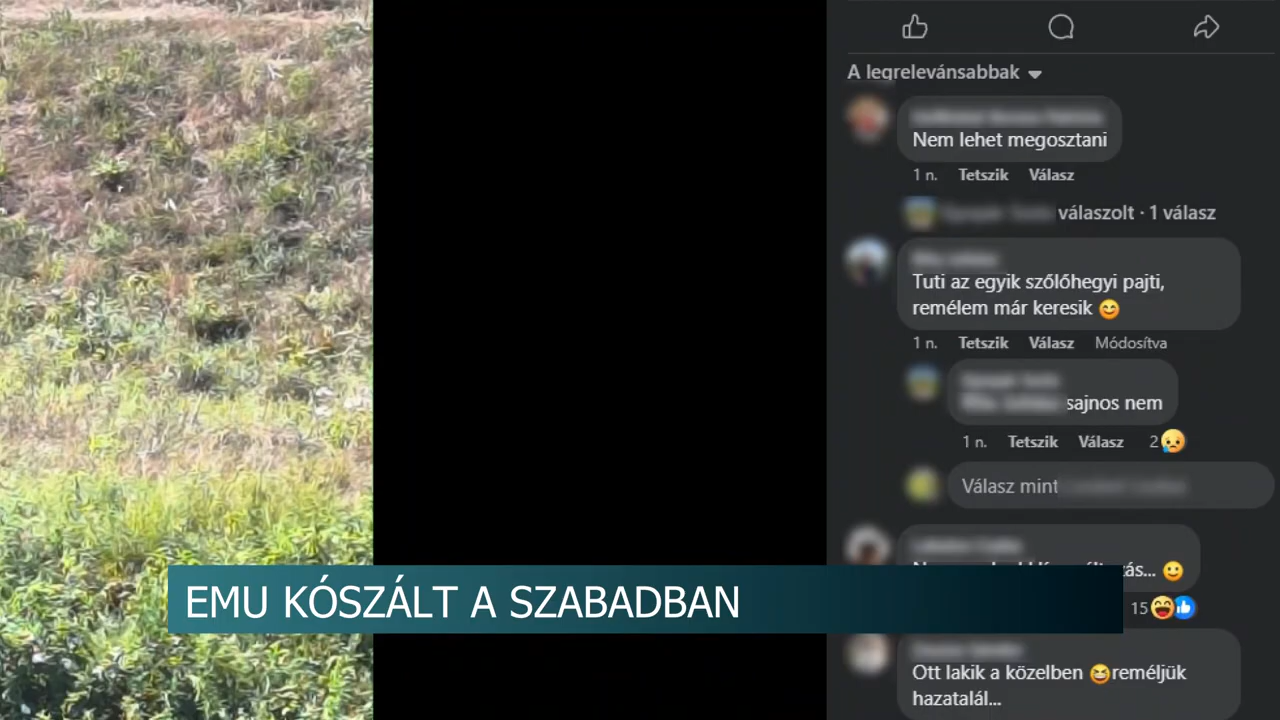 A legrelevánsabbak
Nem lehet megosztani
1 n. Tetszik Válasz
válaszolt · 1 válasz
Tuti az egyik szőlőhegyi pajti,
remélem már keresik 😊
1 n. Tetszik Válasz Módosítva
sajnos nem
1 n. Tetszik Válasz 2
Válasz mint
EMU KÓSZÁLT A SZABADBAN
15
Ott lakik a közelben 😆reméljük
hazatalál...